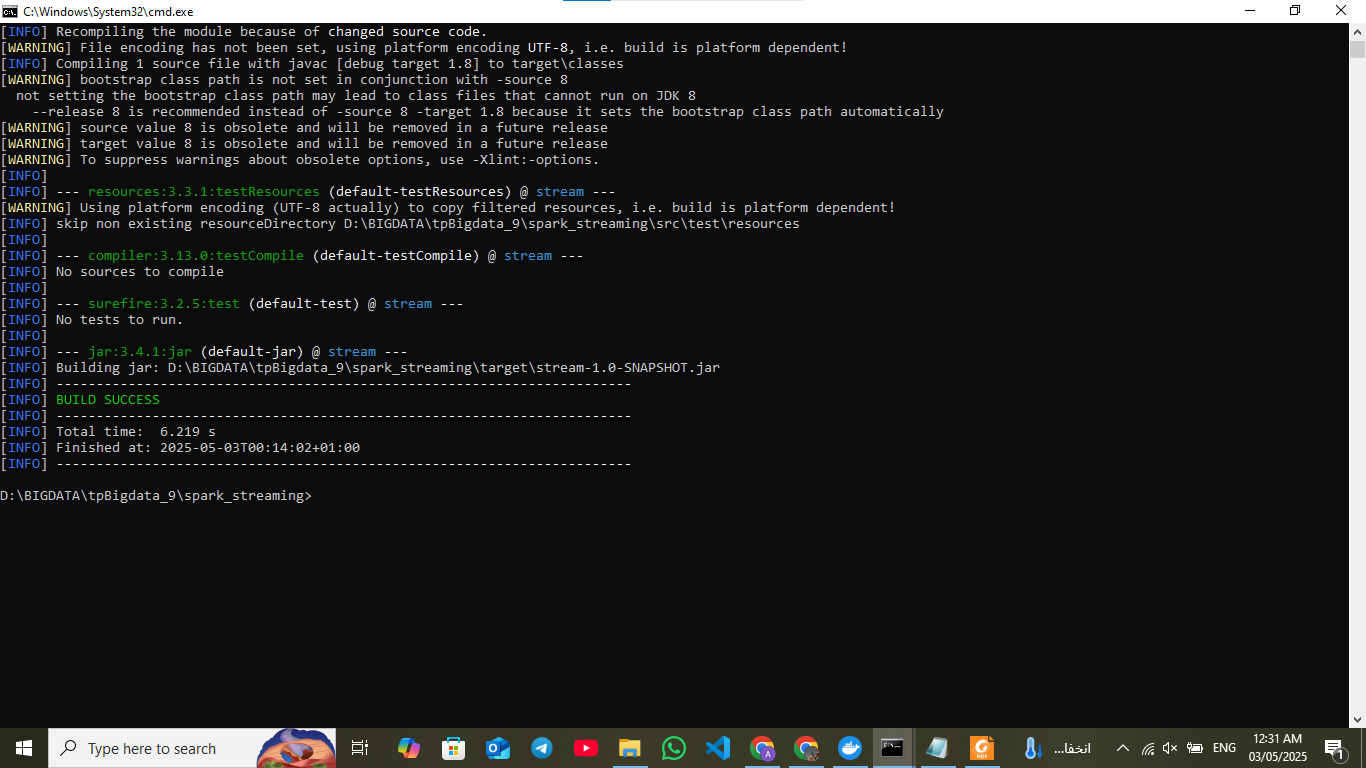 C:\Windows\System32\cmd.exe
[INFO] Recompiling the module because of changed source code.
[WARNING] File encoding has not been set, using platform encoding UTF-8, i.e. build is platform dependent!
[INFO] Compiling 1 source file with javac [debug target 1.8] to target\classes
[WARNING] bootstrap class path is not set in conjunction with -source 8
  not setting the bootstrap class path may lead to class files that cannot run on JDK 8
    --release 8 is recommended instead of -source 8 -target 1.8 because it sets the bootstrap class path automatically
[WARNING] source value 8 is obsolete and will be removed in a future release
[WARNING] target value 8 is obsolete and will be removed in a future release
[WARNING] To suppress warnings about obsolete options, use -Xlint:-options.
[INFO]
[INFO] --- resources:3.3.1:testResources (default-testResources) @ stream ---
[WARNING] Using platform encoding (UTF-8 actually) to copy filtered resources, i.e. build is platform dependent!
[INFO] skip non existing resourceDirectory D:\BIGDATA\tpBigdata_9\spark_streaming\src\test\resources
[INFO]
[INFO] --- compiler:3.13.0:testCompile (default-testCompile) @ stream ---
[INFO] No sources to compile
[INFO]
[INFO] --- surefire:3.2.5:test (default-test) @ stream ---
[INFO] No tests to run.
[INFO]
[INFO] --- jar:3.4.1:jar (default-jar) @ stream ---
[INFO] Building jar: D:\BIGDATA\tpBigdata_9\spark_streaming\target\stream-1.0-SNAPSHOT.jar
[INFO] ------------------------------------------------------------------------
[INFO] BUILD SUCCESS
[INFO] ------------------------------------------------------------------------
[INFO] Total time:  6.219 s
[INFO] Finished at: 2025-05-03T00:14:02+01:00
[INFO] ------------------------------------------------------------------------
D:\BIGDATA\tpBigdata_9\spark_streaming>
Type here to search
انخفا...
ENG
12:31 AM
03/05/2025
1